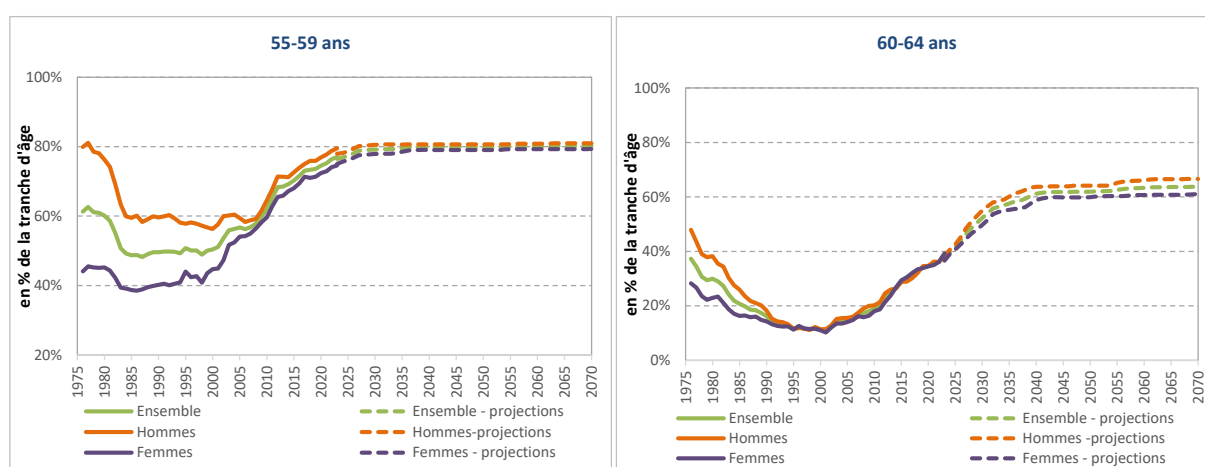 55-59 ans
en % de la tranche d'âge
100%
80%
60%
40%
20%
1975 1980 1985 1990 1995 2000 2005 2010 2015 2020 2025 2030 2035 2040 2045 2050 2055 2060 2065 2070
Ensemble Ensemble - projections
Hommes Hommes-projections
Femmes Femmes - projections
60-64 ans
en % de la tranche d'âge
100%
80%
60%
40%
20%
0%
1975 1980 1985 1990 1995 2000 2005 2010 2015 2020 2025 2030 2035 2040 2045 2050 2055 2060 2065 2070
Ensemble Ensemble - projections
Hommes Hommes -projections
Femmes Femmes - projections